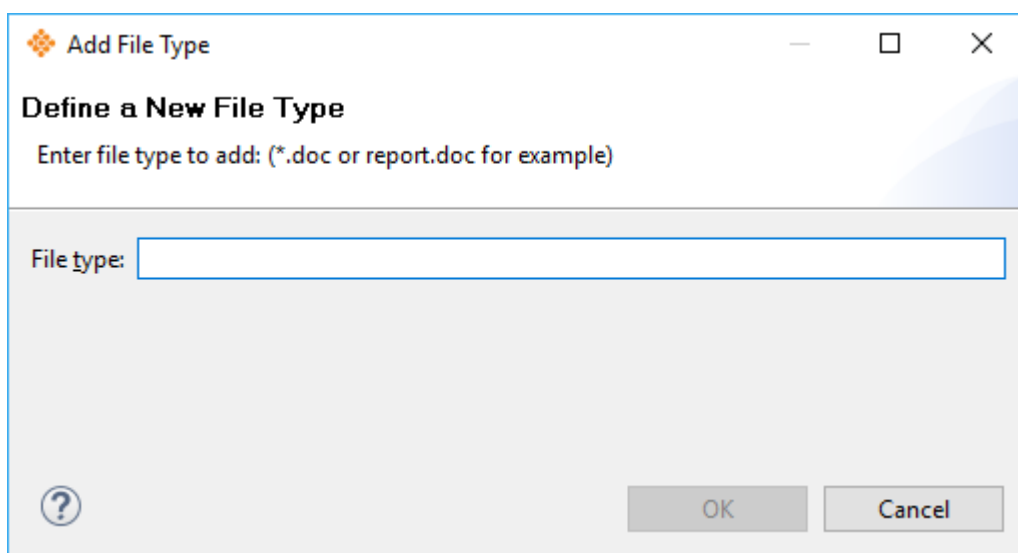 Add File Type
Define a New File Type
Enter file type to add: (*.doc or report.doc for example)
File type:
?
OK
Cancel